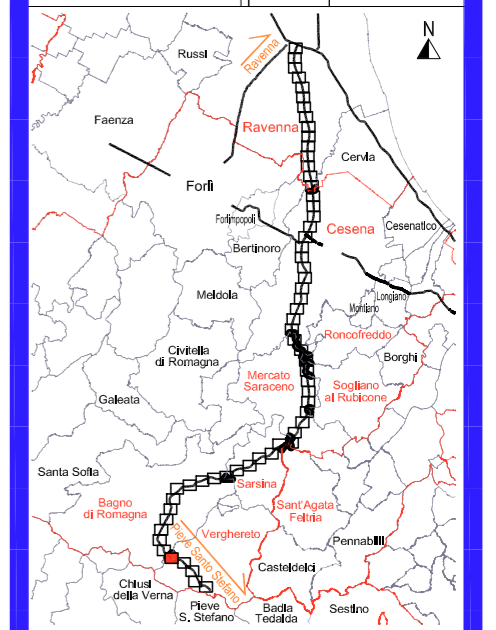 N
Russi
Ravenna
Faenza
Ravenna
Cervia
Forlì
Forlimpopoli
Cesena
Cesenatico
Bertinoro
Meldola
Longiano
Montiano
Roncofreddo
Civitella
di Romagna
Borghi
Mercato
Saraceno
Sogliano
al Rubicone
Galeata
Santa Sofia
Sarsina
Bagno
di Romagna
Sant'Agata
Feltria
Verghereto
Pieve Santo Stefano
Pennabilli
Casteldelci
Chiusi
della Verna
Pieve
S. Stefano
Badia
Tedalda
Sestino